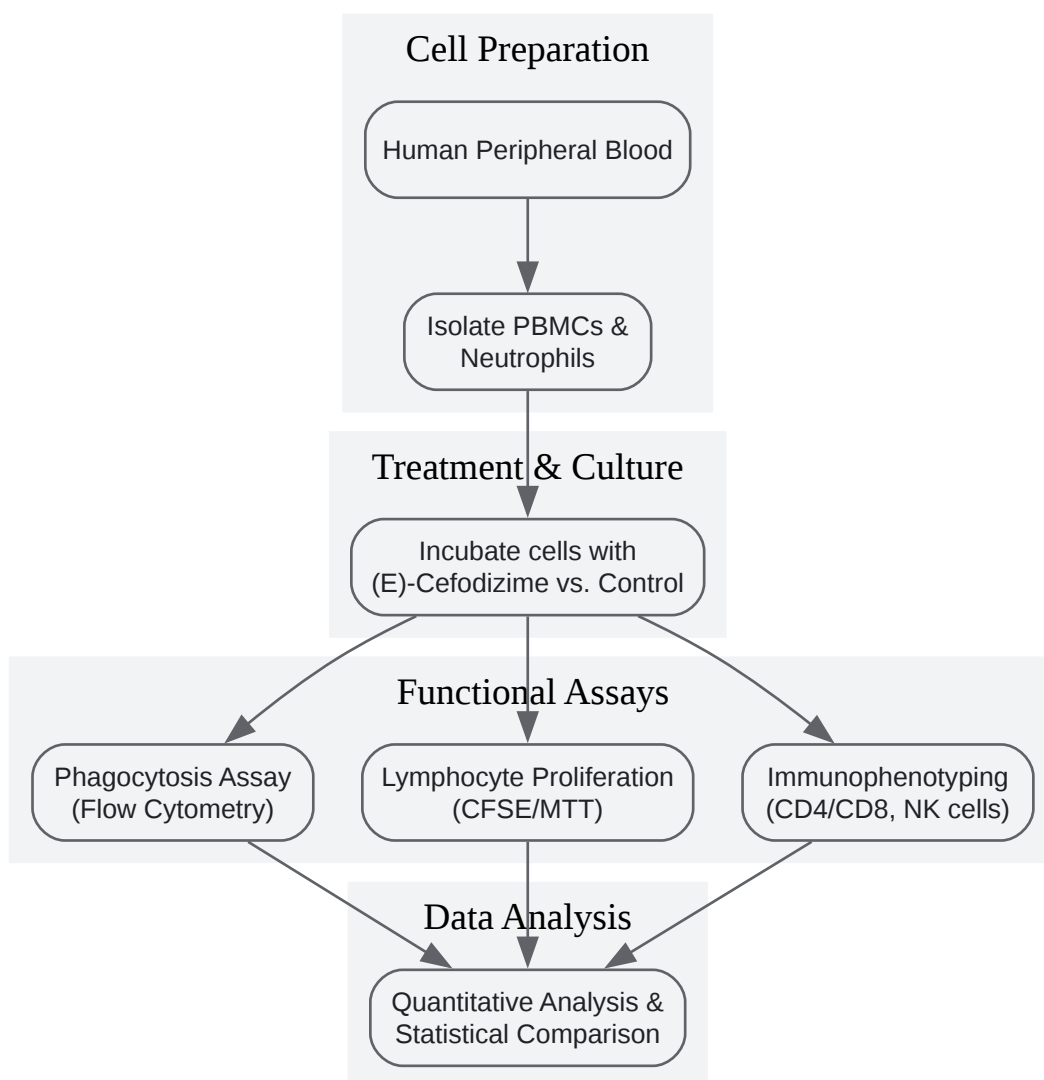 Cell Preparation
Human Peripheral Blood
Isolate PBMCs &
Neutrophils
Treatment & Culture
Incubate cells with
(E)-Cefodizime vs. Control
Functional Assays
Phagocytosis Assay
(Flow Cytometry)
Lymphocyte Proliferation
(CFSE/MTT)
Immunophenotyping
(CD4/CD8, NK cells)
Data Analysis
Quantitative Analysis &
Statistical Comparison